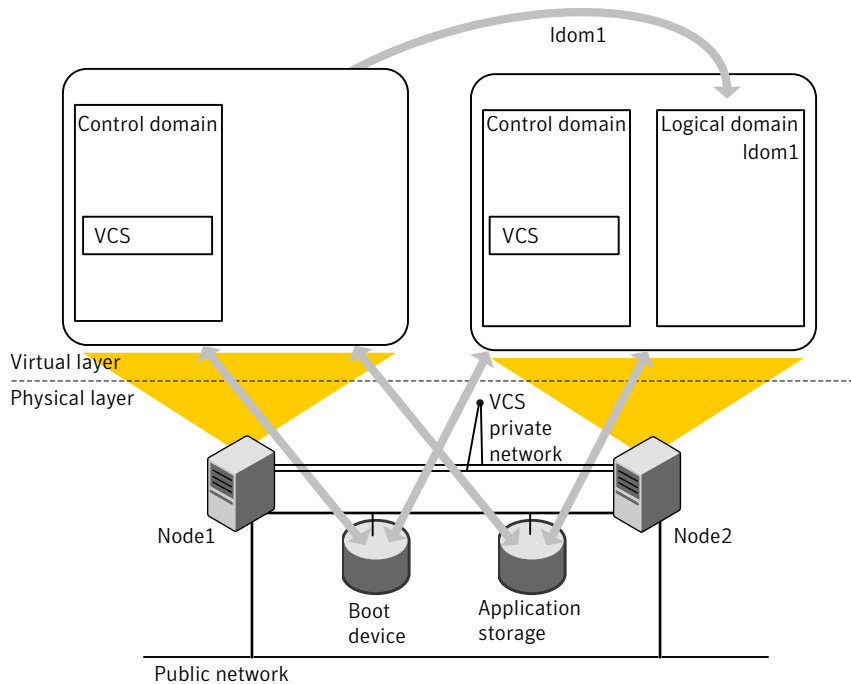 ldom1
Control domain
VCS
Control domain
VCS
Logical domain
ldom1
Virtual layer
Physical layer
VCS
private
network
Node1
Node2
Boot
device
Application
storage
Public network